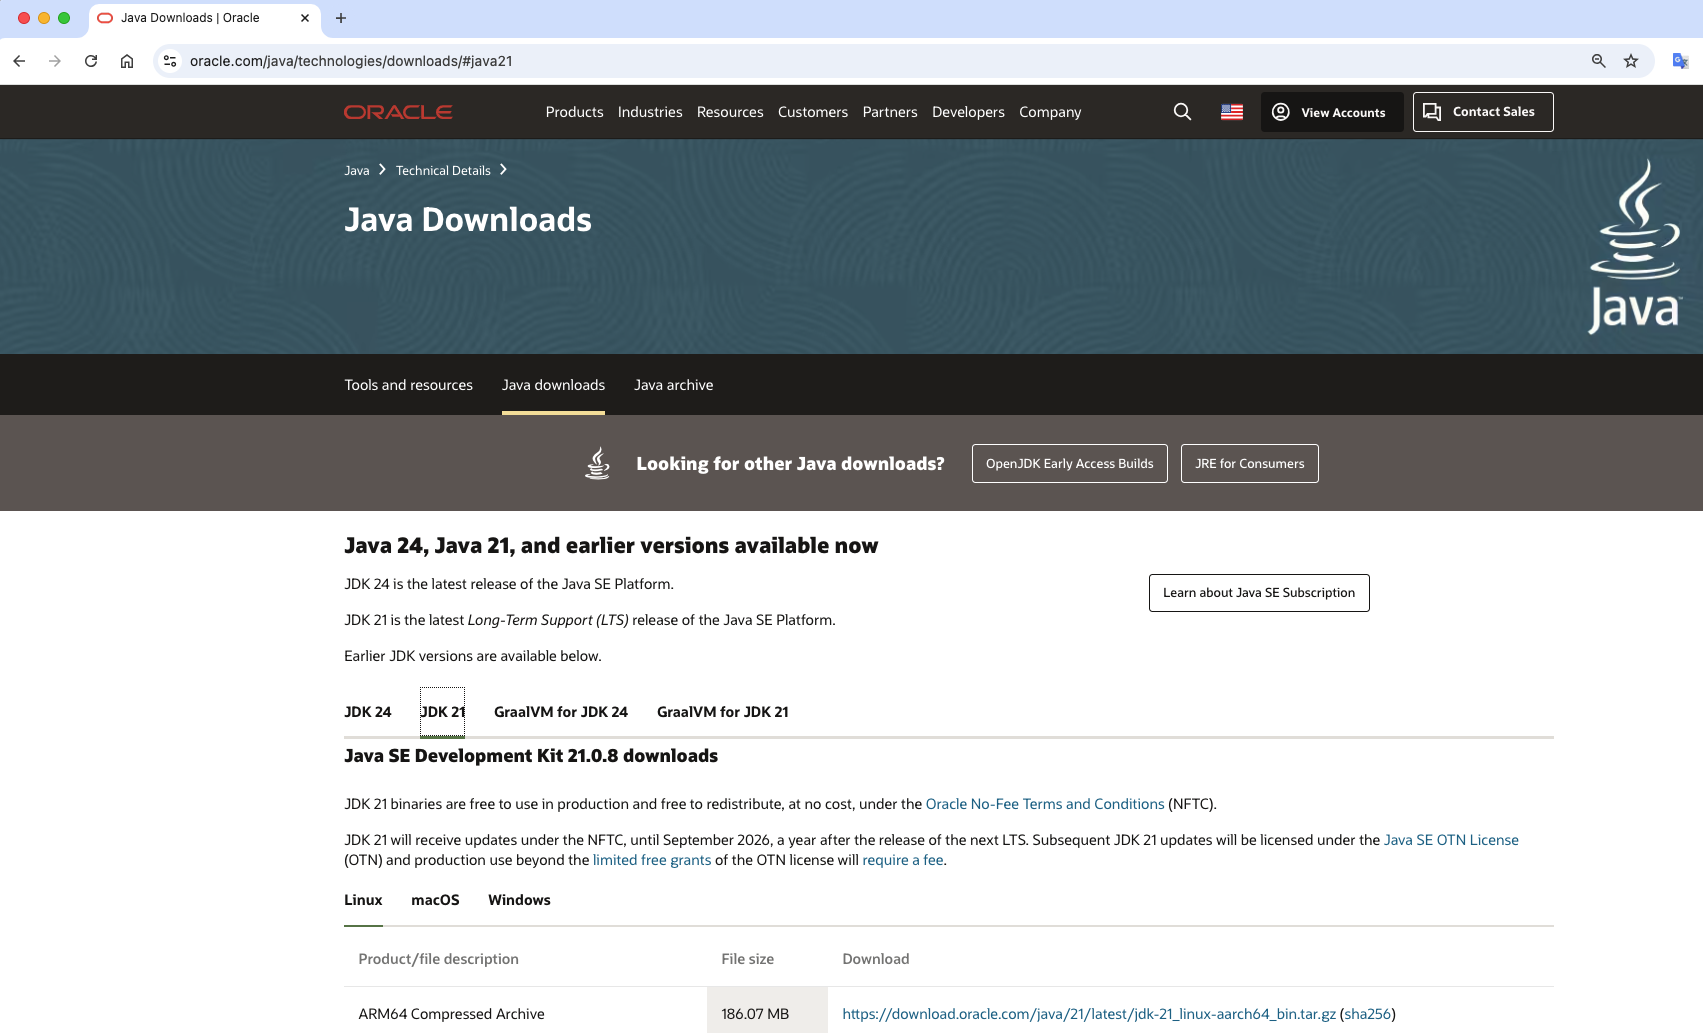 Java Downloads | Oracle
oracle.com/java/technologies/downloads/#java21
ORACLE
Products Industries Resources Customers Partners Developers Company
View Accounts
Contact Sales
Java Technical Details
Java Downloads
Java
Tools and resources Java downloads Java archive
Looking for other Java downloads? OpenJDK Early Access Builds JRE for Consumers
Java 24, Java 21, and earlier versions available now
JDK 24 is the latest release of the Java SE Platform.
Learn about Java SE Subscription
JDK 21 is the latest Long-Term Support (LTS) release of the Java SE Platform.
Earlier JDK versions are available below.
JDK 24 JDK 21 GraalVM for JDK 24 GraalVM for JDK 21
Java SE Development Kit 21.0.8 downloads
JDK 21 binaries are free to use in production and free to redistribute, at no cost, under the Oracle No-Fee Terms and Conditions (NFTC).
JDK 21 will receive updates under the NFTC, until September 2026, a year after the release of the next LTS. Subsequent JDK 21 updates will be licensed under the Java SE OTN License
(OTN) and production use beyond the limited free grants of the OTN license will require a fee.
Linux macOS Windows
Product/file description File size Download
ARM64 Compressed Archive 186.07 MB https://download.oracle.com/java/21/latest/jdk-21_linux-aarch64_bin.tar.gz (sha256)